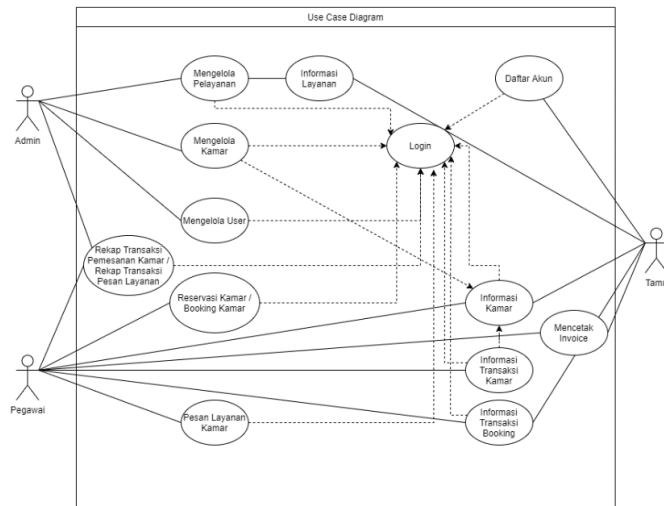 Use Case Diagram
Mengelola
Pelayanan
Informasi
Layanan
Daftar Akun
Admin
Mengelola
Kamar
Login
Mengelola User
Rekap Transaksi
Pemesanan Kamar /
Rekap Transaksi
Pesan Layanan
Reservasi Kamar /
Booking Kamar
Informasi
Kamar
Tamu
Mencetak
Invoice
Informasi
Transaksi
Kamar
Pegawai
Pesan Layanan
Kamar
Informasi
Transaksi
Booking